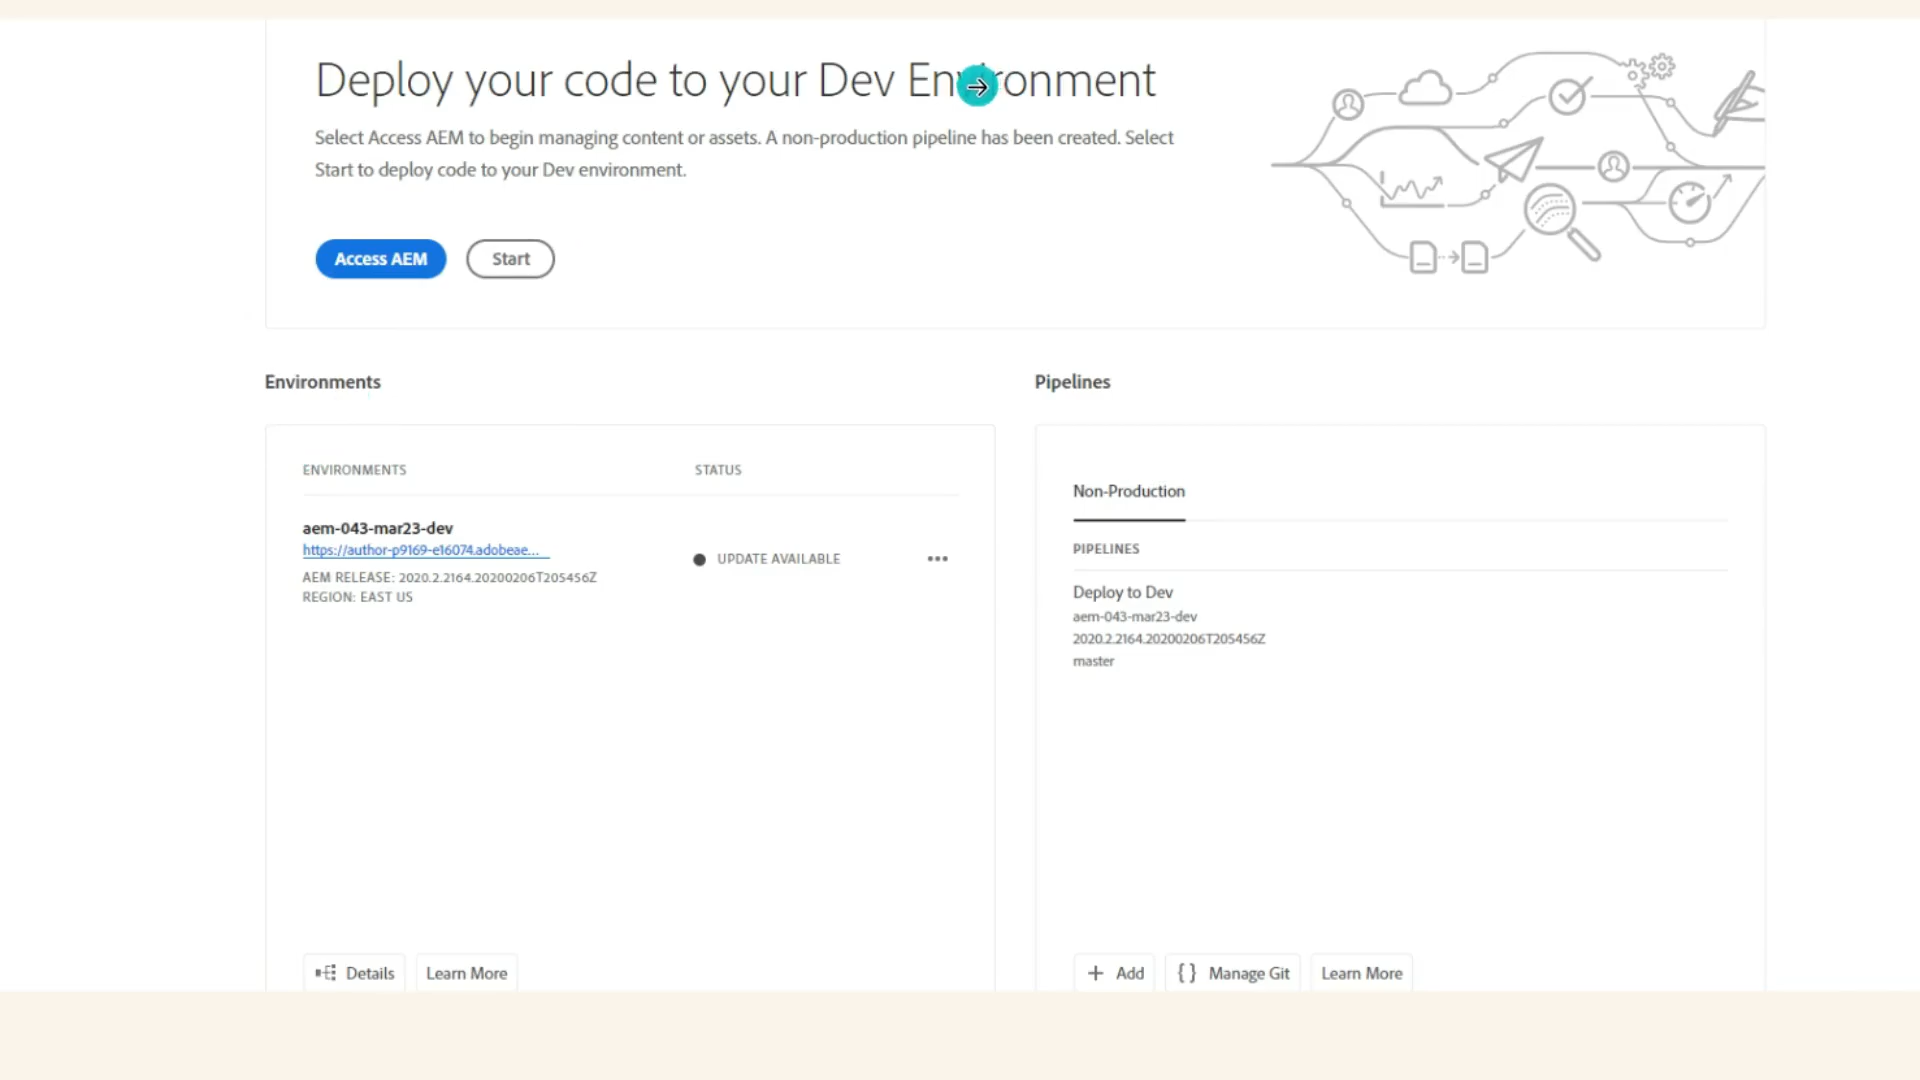 Deploy your code to your Dev Environment
Select Access AEM to begin managing content or assets. A non-production pipeline has been created. Select
Start to deploy code to your Dev environment.
Access AEM
Start
Environments
Pipelines
ENVIRONMENTS
STATUS
aem-043-mar23-dev
https://author-p9169-e16074.adobeae...
AEM RELEASE: 2020.2.2164.20200206T205456Z
REGION: EAST US
UPDATE AVAILABLE
Non-Production
PIPELINES
Deploy to Dev
aem-043-mar23-dev
2020.2.2164.20200206T205456Z
master
Details
Learn More
Add
Manage Git
Learn More